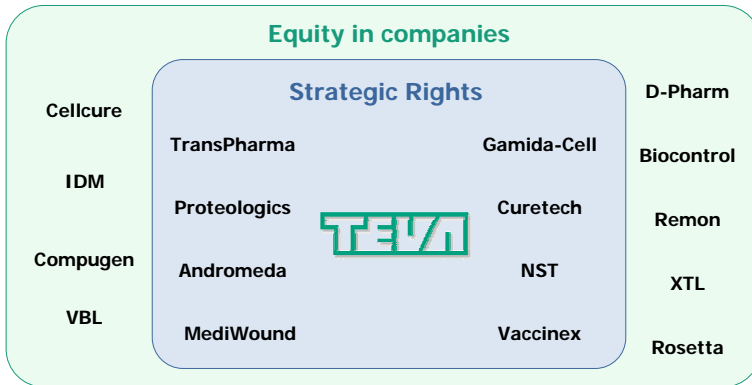 Equity in companies
Strategic Rights
Cellcure
IDM
Compugen
VBL
TransPharma
Proteologics
Andromeda
MediWound
TEVA
Gamida-Cell
Curetech
NST
Vaccinex
D-Pharm
Biocontrol
Remon
XTL
Rosetta